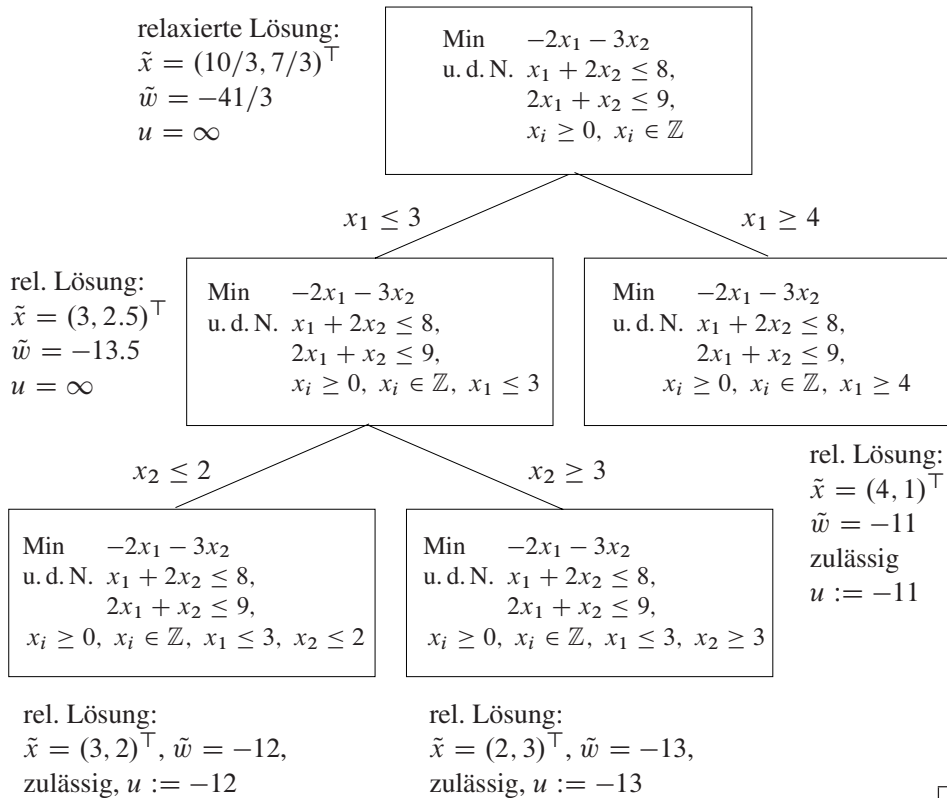 relaxierte Lösung:
x̃ = (10/3, 7/3)⊤
w̃ = −41/3
u = ∞
Min −2x₁ − 3x₂
u. d. N. x₁ + 2x₂ ≤ 8,
2x₁ + x₂ ≤ 9,
xᵢ ≥ 0, xᵢ ∈ ℤ
x₁ ≤ 3
x₁ ≥ 4
rel. Lösung:
x̃ = (3, 2.5)⊤
w̃ = −13.5
u = ∞
Min −2x₁ − 3x₂
u. d. N. x₁ + 2x₂ ≤ 8,
2x₁ + x₂ ≤ 9,
xᵢ ≥ 0, xᵢ ∈ ℤ, x₁ ≤ 3
Min −2x₁ − 3x₂
u. d. N. x₁ + 2x₂ ≤ 8,
2x₁ + x₂ ≤ 9,
xᵢ ≥ 0, xᵢ ∈ ℤ, x₁ ≥ 4
x₂ ≤ 2
x₂ ≥ 3
rel. Lösung:
x̃ = (4, 1)⊤
w̃ = −11
zulässig
u := −11
Min −2x₁ − 3x₂
u. d. N. x₁ + 2x₂ ≤ 8,
2x₁ + x₂ ≤ 9,
xᵢ ≥ 0, xᵢ ∈ ℤ, x₁ ≤ 3, x₂ ≤ 2
Min −2x₁ − 3x₂
u. d. N. x₁ + 2x₂ ≤ 8,
2x₁ + x₂ ≤ 9,
xᵢ ≥ 0, xᵢ ∈ ℤ, x₁ ≤ 3, x₂ ≥ 3
rel. Lösung:
x̃ = (3, 2)⊤, w̃ = −12,
zulässig, u := −12
rel. Lösung:
x̃ = (2, 3)⊤, w̃ = −13,
zulässig, u := −13